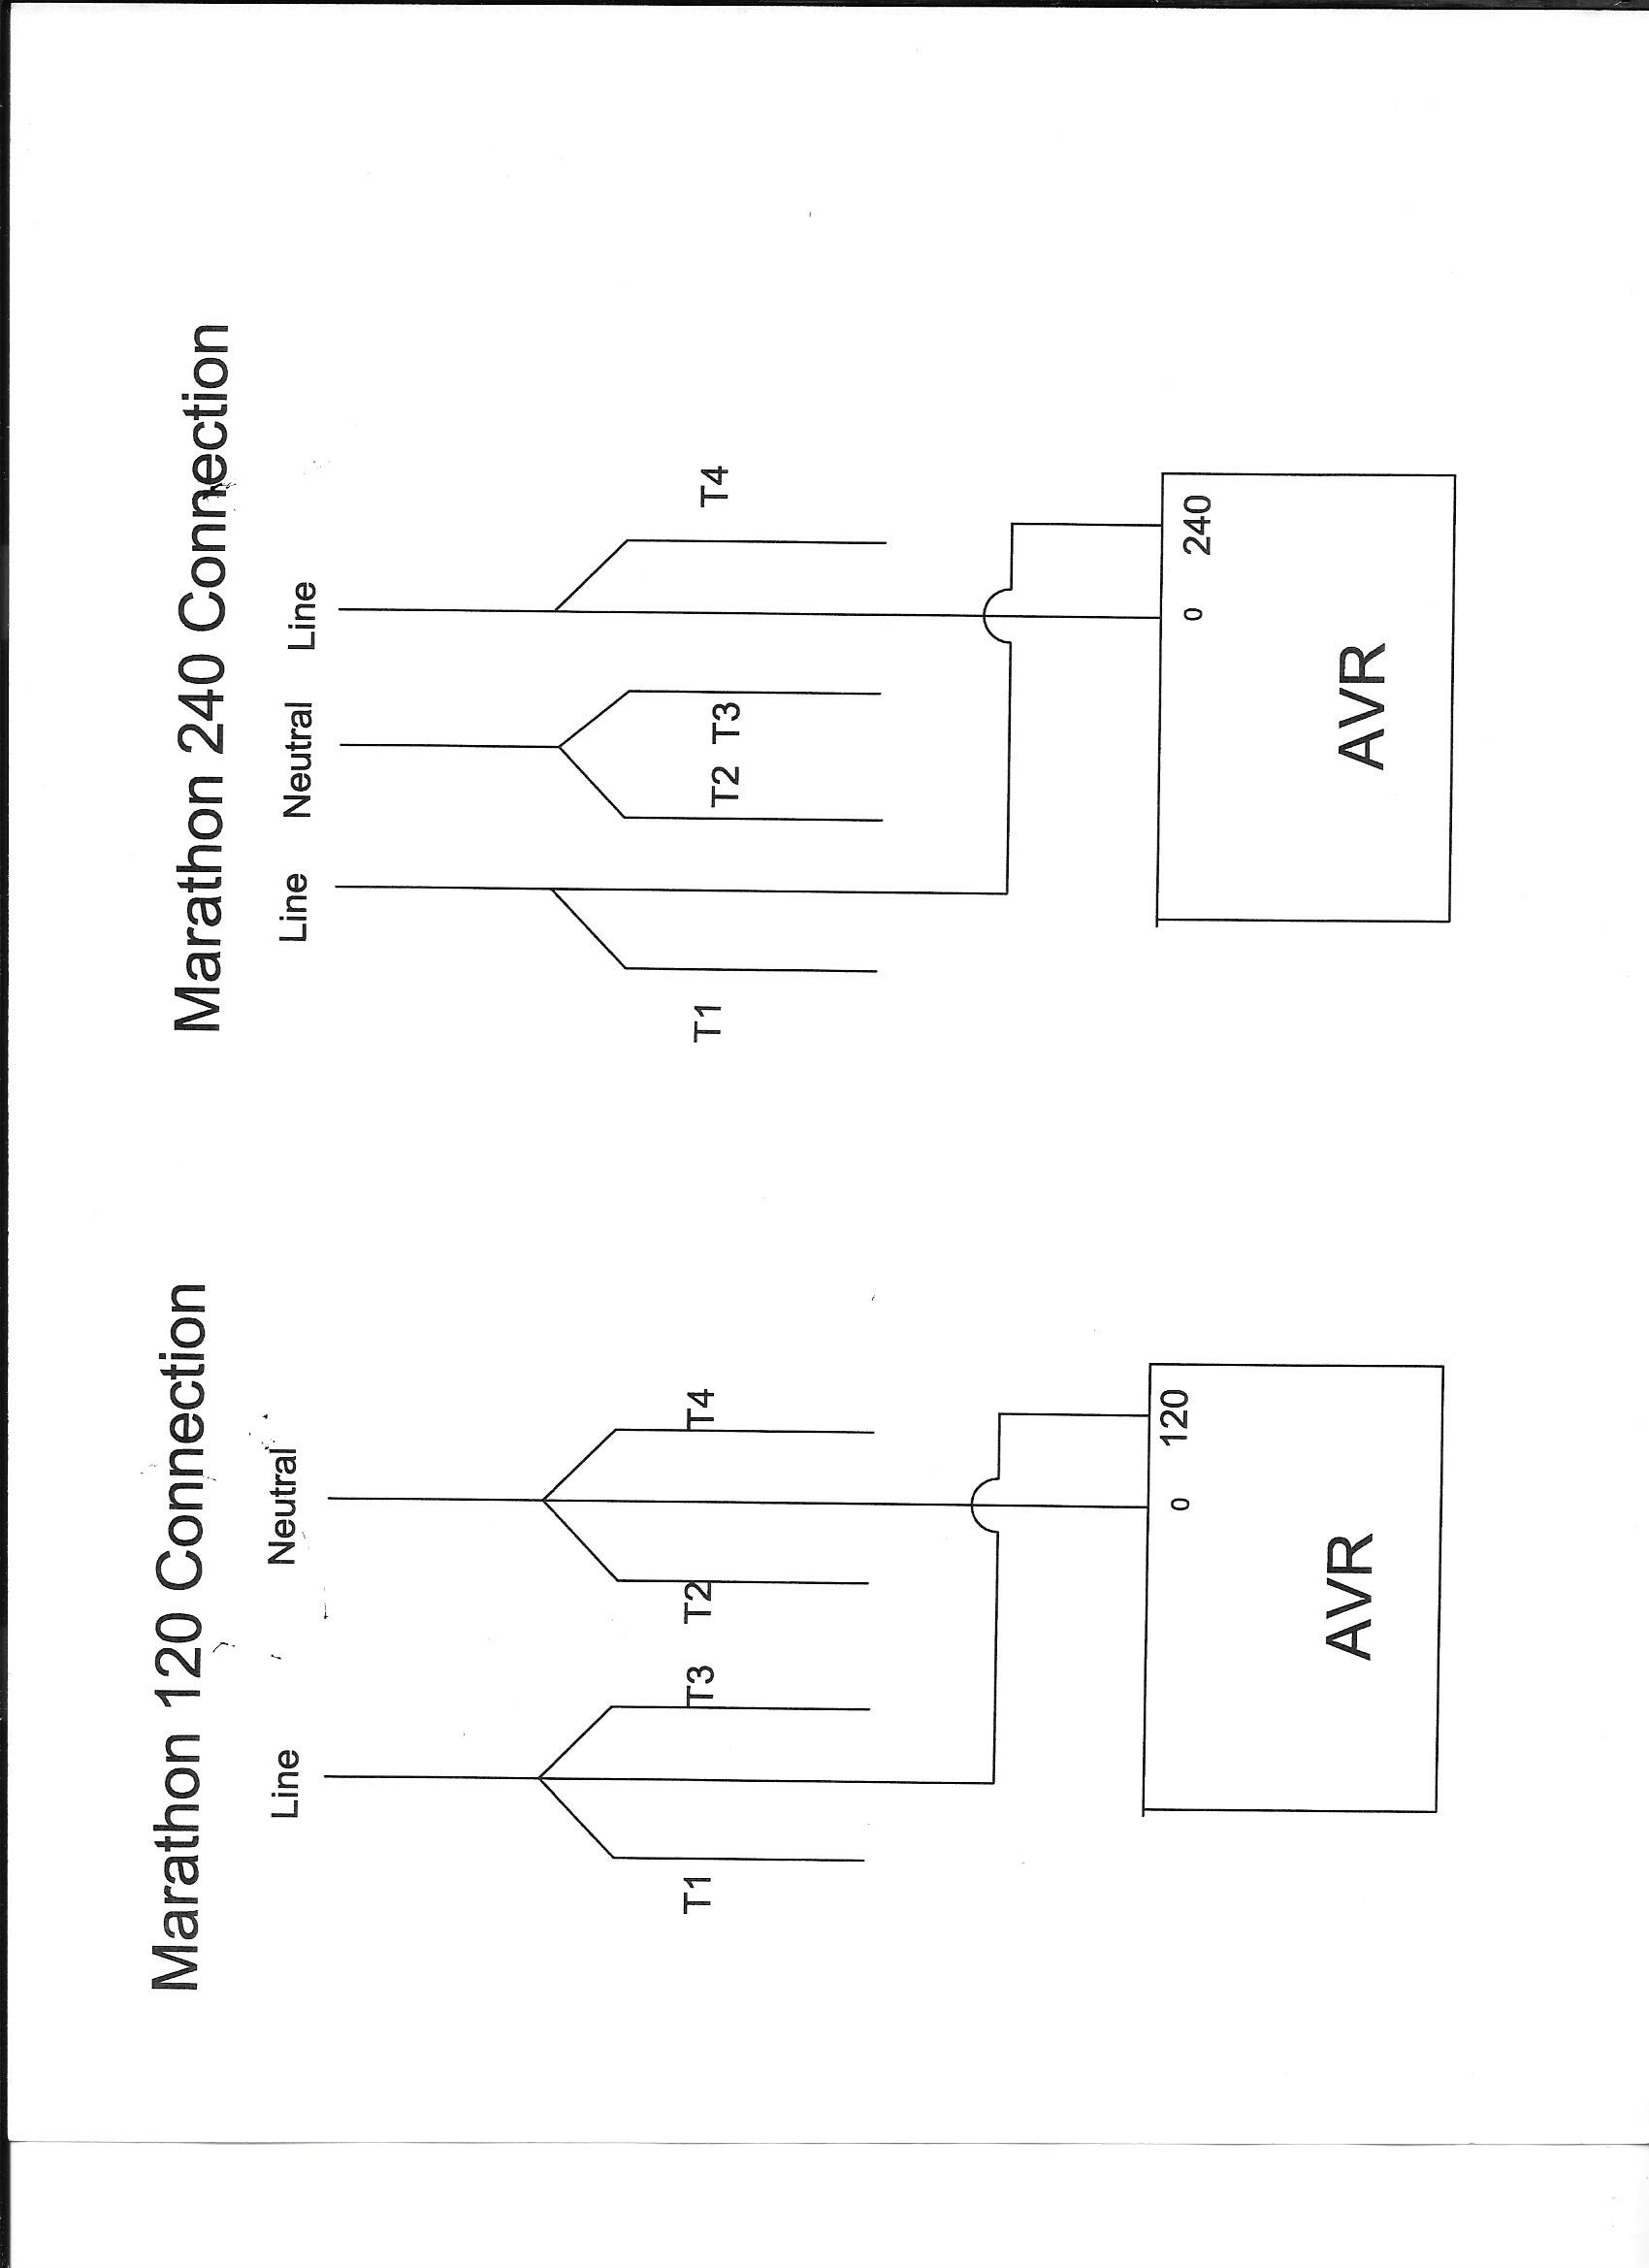 Marathon 120 Connection
Line
Neutral
T1
T3
T2
T4
0
120
AVR
Marathon 240 Connection
Line
Neutral
Line
T1
T2
T3
T4
0
240
AVR